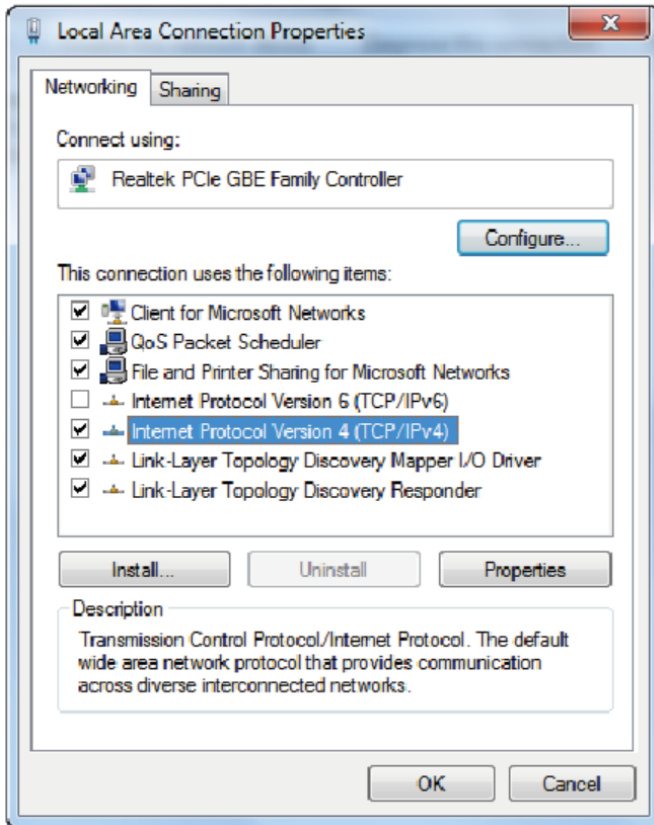 Local Area Connection Properties
Networking
Sharing
Connect using:
Realtek PCIe GBE Family Controller
Configure...
This connection uses the following items:
Client for Microsoft Networks
QoS Packet Scheduler
File and Printer Sharing for Microsoft Networks
Internet Protocol Version 6 (TCP/IPv6)
Internet Protocol Version 4 (TCP/IPv4)
Link-Layer Topology Discovery Mapper I/O Driver
Link-Layer Topology Discovery Responder
Install...
Uninstall
Properties
Description
Transmission Control Protocol/Internet Protocol. The default
wide area network protocol that provides communication
across diverse interconnected networks.
OK
Cancel